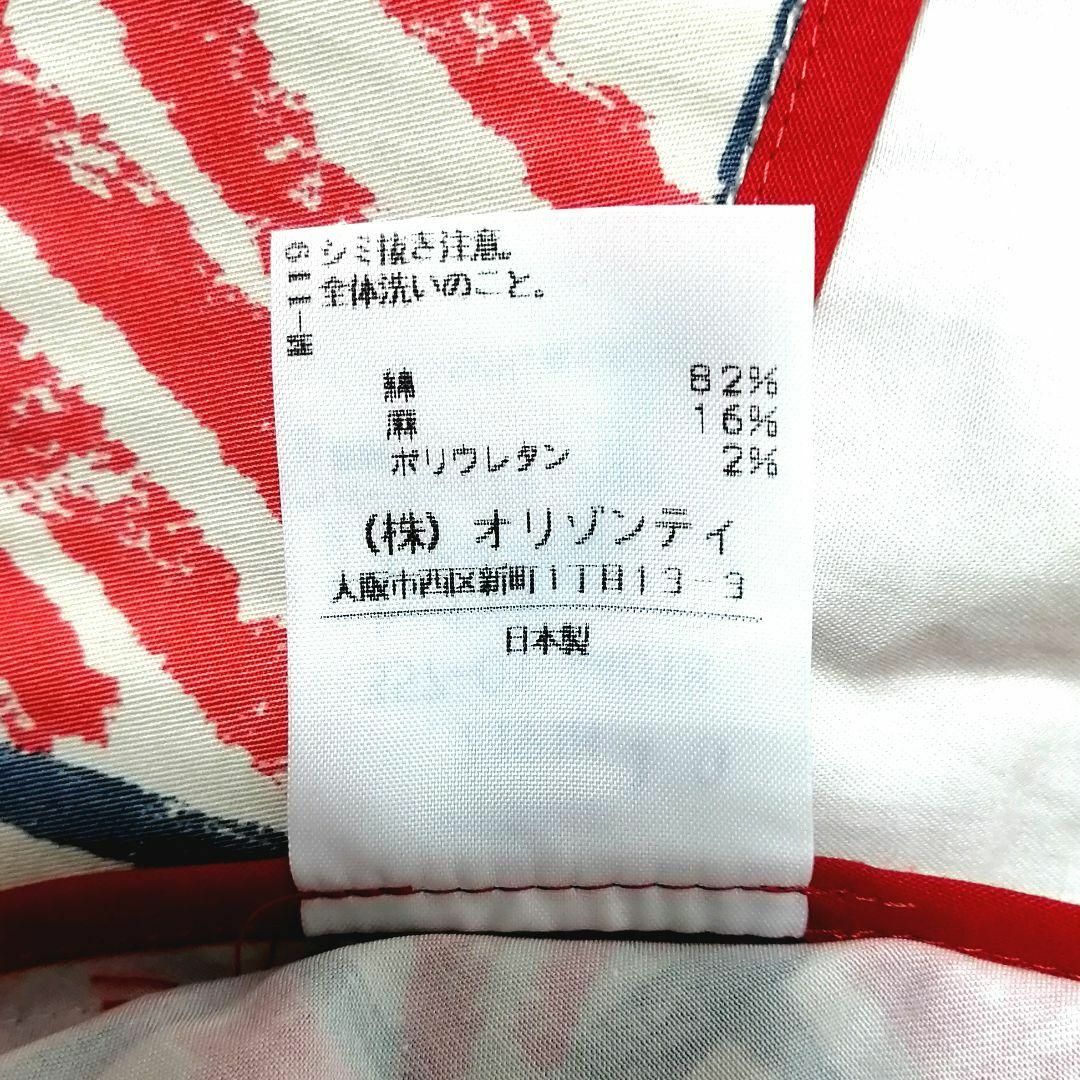 シミ抜き注意。
全体洗いのこと。
綿 82%
麻 16%
ポリウレタン 2%
(株) オリゾンティ
大阪市西区新町1丁目13-3
日本製